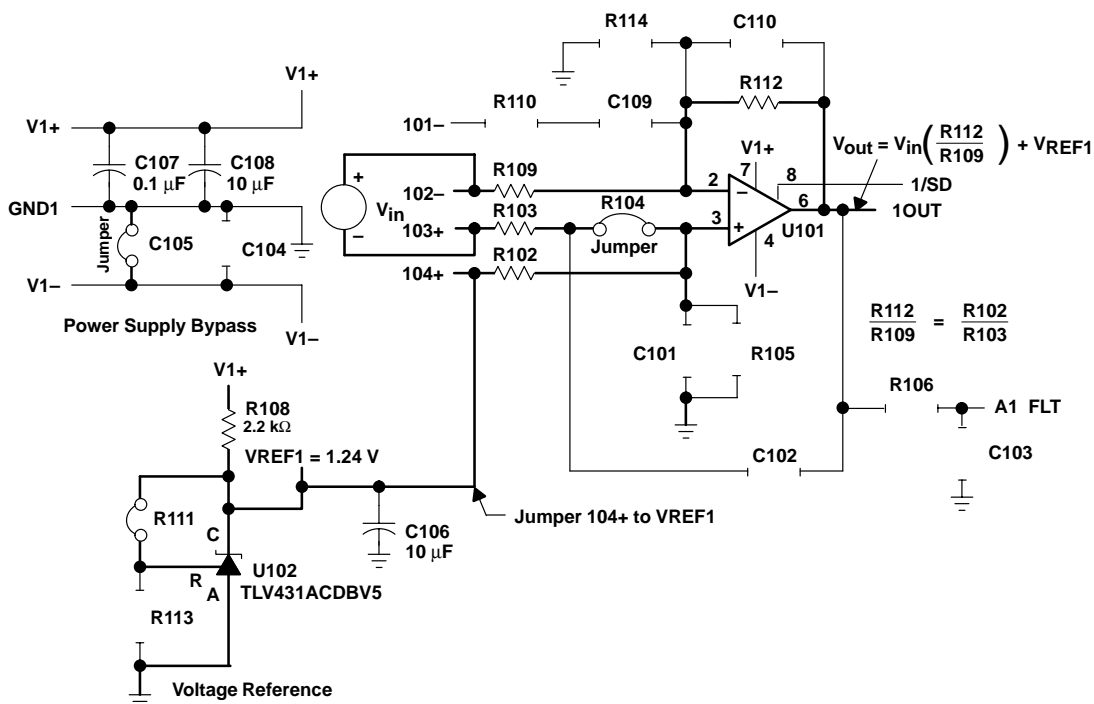 R114
C110
V1+
R110
C109
R112
101–
V1+
C107
0.1 μF
C108
10 μF
V1+
7
8
Vout = Vin(R112/R109) + VREF1
+
102–
R109
2
–
1/SD
GND1
Vin
R103
R104
6
1OUT
Jumper
C105
C104
–
103+
Jumper
3
+
4
U101
104+
R102
V1–
V1–
Power Supply Bypass
V1–
R112/R109 = R102/R103
C101
R105
V1+
R106
A1 FLT
R108
2.2 kΩ
VREF1 = 1.24 V
C102
C103
R111
Jumper 104+ to VREF1
C
C106
10 μF
R
U102
A
TLV431ACDBV5
R113
Voltage Reference